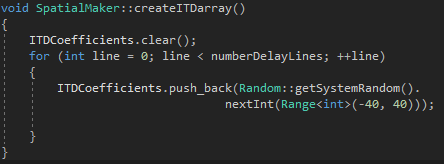 void SpatialMaker::createITDarray()
{
    ITDCoefficients.clear();
    for (int line = 0; line < numberDelayLines; ++line)
    {
        ITDCoefficients.push_back(Random::getSystemRandom().
                                nextInt(Range<int>(-40, 40)));
    }
}